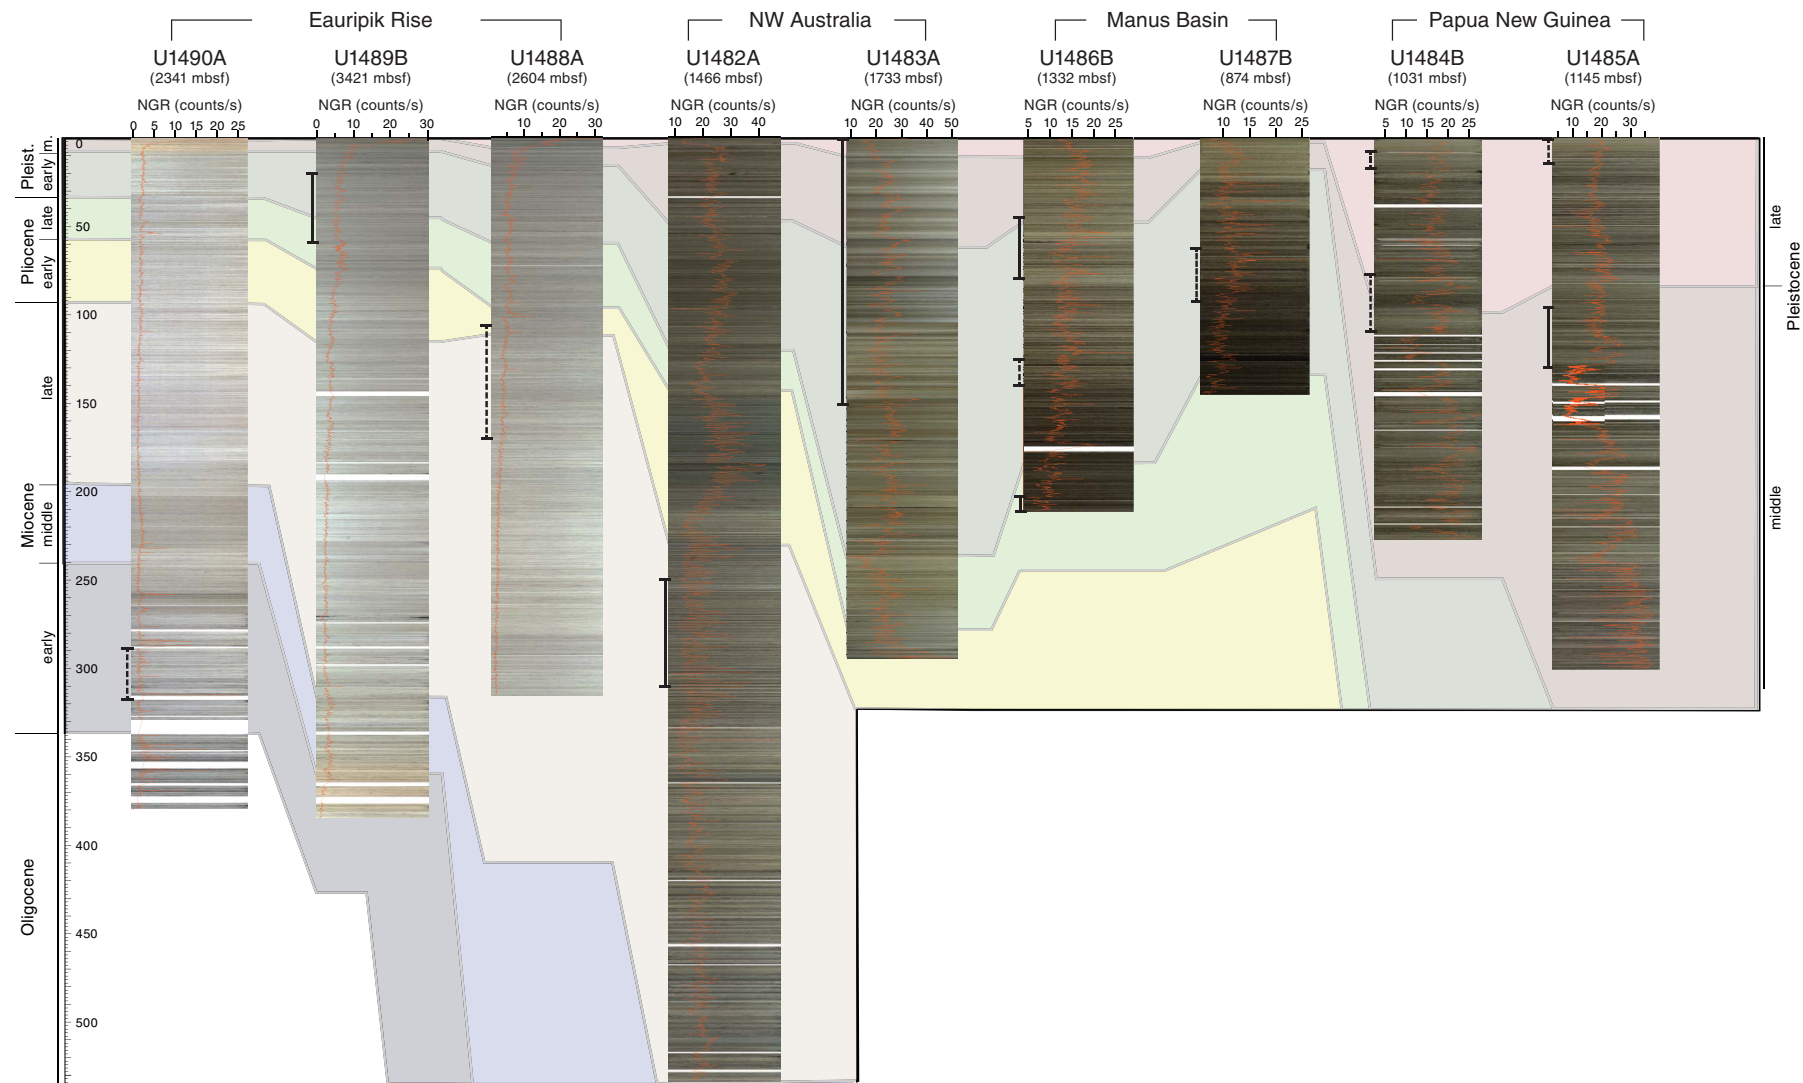 Eauripik Rise NW Australia Manus Basin Papua New Guinea
U1490A U1489B U1488A U1482A U1483A U1486B U1487B U1484B U1485A
(2341 mbsf) (3421 mbsf) (2604 mbsf) (1466 mbsf) (1733 mbsf) (1332 mbsf) (874 mbsf) (1031 mbsf) (1145 mbsf)
NGR (counts/s) NGR (counts/s) NGR (counts/s) NGR (counts/s) NGR (counts/s) NGR (counts/s) NGR (counts/s) NGR (counts/s) NGR (counts/s)
0 5 10 15 20 25 0 10 20 30 10 20 30 10 20 30 40 10 20 30 40 50 5 10 15 20 25 10 15 20 25 5 10 15 20 25 10 20 30
0
50
100
150
200
250
300
350
400
450
500
Pleist.
m.
early
Pliocene
late
early
Miocene
late
middle
early
Oligocene
late
middle
Pleistocene